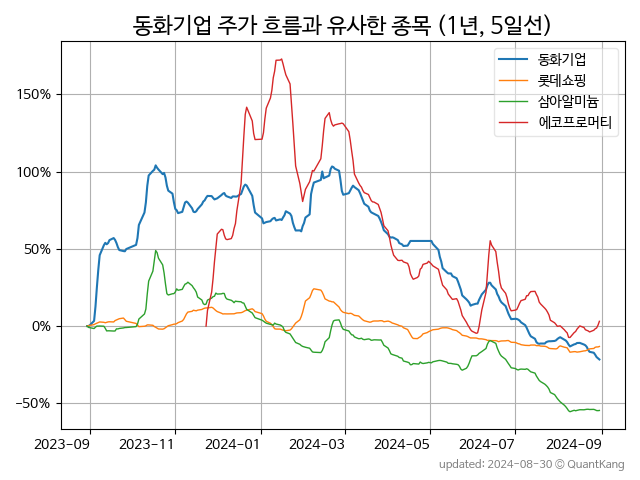 동화기업 주가 흐름과 유사한 종목 (1년, 5일선)
동화기업
롯데쇼핑
삼아알미늄
에코프로머티
150%
100%
50%
0%
−50%
2023-09 2023-11 2024-01 2024-03 2024-05 2024-07 2024-09
updated: 2024-08-30 © QuantKang